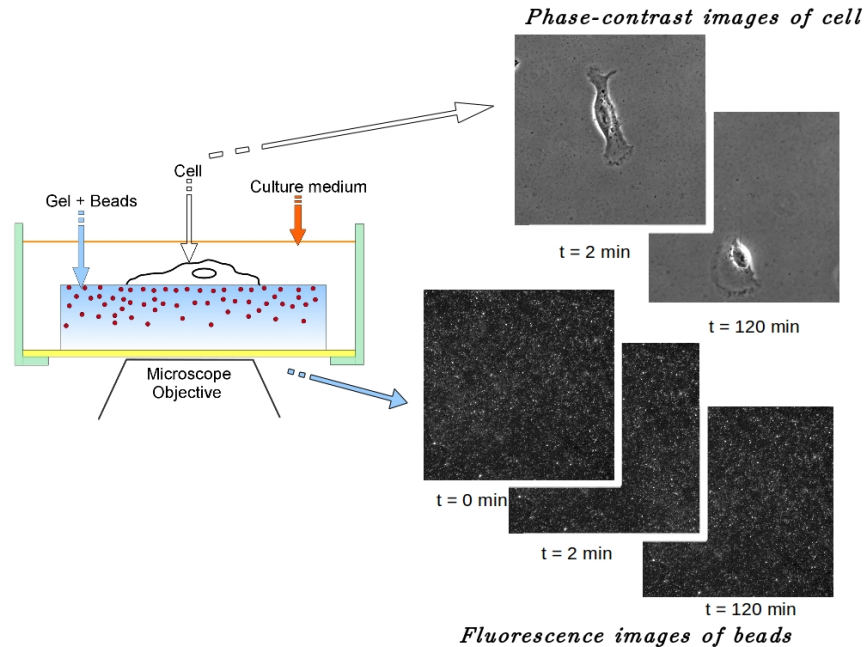 Phase-contrast images of cell
Cell
Gel + Beads
Culture medium
t = 2 min
t = 120 min
Microscope
Objective
t = 0 min
t = 2 min
t = 120 min
Fluorescence images of beads